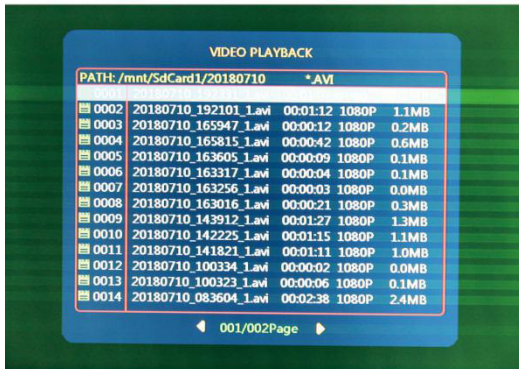 VIDEO PLAYBACK
PATH: /mnt/SdCard1/20180710 *.AVI
0001
0002 20180710_192101_1.avi 00:01:12 1080P 1.1MB
0003 20180710_165947_1.avi 00:00:12 1080P 0.2MB
0004 20180710_165815_1.avi 00:00:42 1080P 0.6MB
0005 20180710_163605_1.avi 00:00:09 1080P 0.1MB
0006 20180710_163317_1.avi 00:00:04 1080P 0.1MB
0007 20180710_163256_1.avi 00:00:03 1080P 0.0MB
0008 20180710_163016_1.avi 00:00:21 1080P 0.3MB
0009 20180710_143912_1.avi 00:01:27 1080P 1.3MB
0010 20180710_142225_1.avi 00:01:15 1080P 1.1MB
0011 20180710_141821_1.avi 00:01:11 1080P 1.0MB
0012 20180710_100334_1.avi 00:00:02 1080P 0.0MB
0013 20180710_100323_1.avi 00:00:06 1080P 0.1MB
0014 20180710_083604_1.avi 00:02:38 1080P 2.4MB
001/002Page